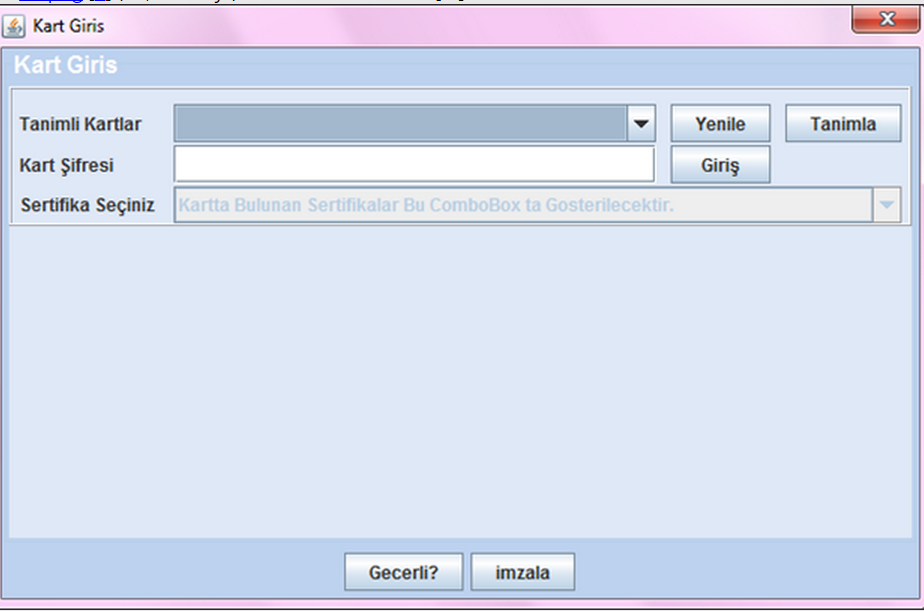 Kart Giris
Kart Giris
Tanimli Kartlar Yenile Tanimla
Kart Şifresi Giriş
Sertifika Seçiniz Kartta Bulunan Sertifikalar Bu ComboBox ta Gosterilecektir.
Gecerli? imzala